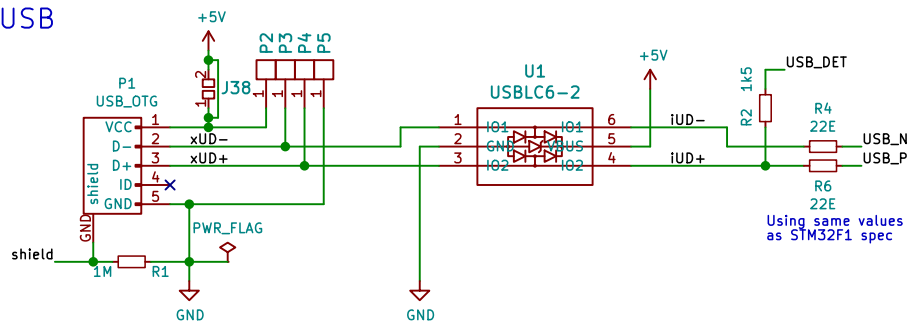 USB
+5V
P2
P3
P4
P5
2
J38
1
1
1
1
1
P1
USB_OTG
VCC
1
D-
2
xUD-
D+
3
xUD+
ID
4
GND
5
shield
GND
PWR_FLAG
shield
1M
R1
GND
GND
U1
USBLC6-2
1
IO1
IO1
6
iUD-
2
GND
VBUS
5
3
IO2
IO2
4
iUD+
+5V
USB_DET
1k5
R2
R4
22E
USB_N
USB_P
R6
22E
Using same values
as STM32F1 spec